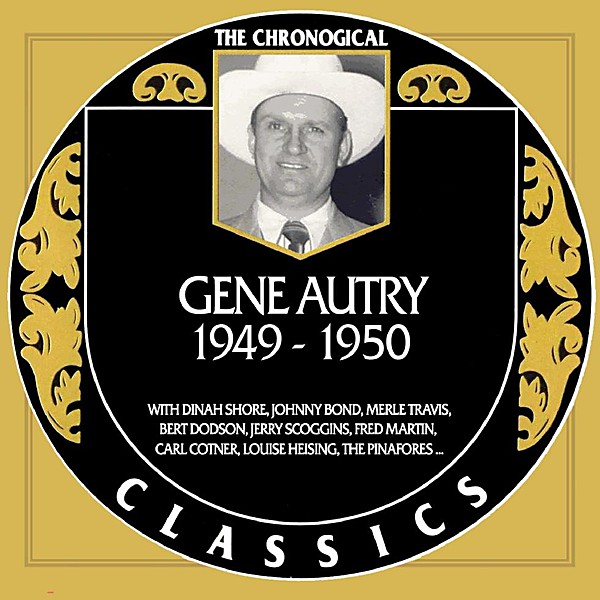 THE CHRONOGICAL
GENE AUTRY
1949 - 1950
WITH DINAH SHORE, JOHNNY BOND, MERLE TRAVIS,
BERT DODSON, JERRY SCOGGINS, FRED MARTIN,
CARL COTNER, LOUISE HEISING, THE PINAFORES ...
CLASSICS